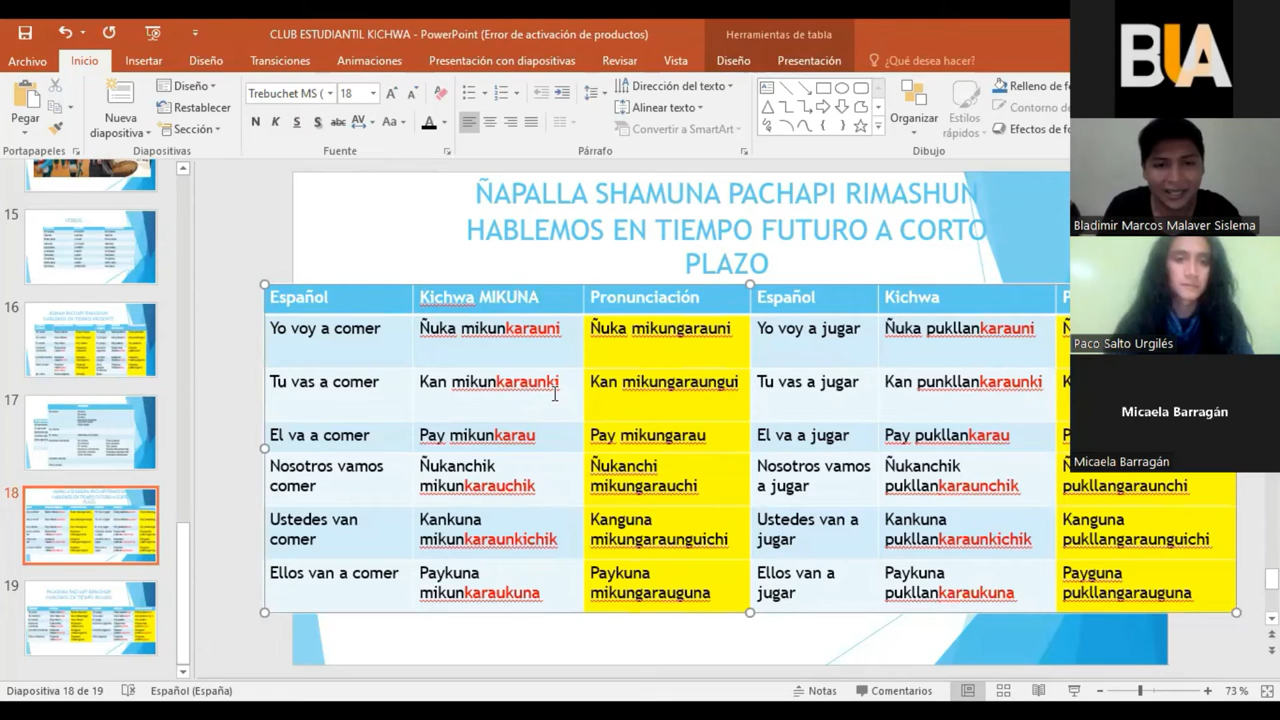 CLUB ESTUDIANTIL KICHWA - PowerPoint (Error de activación de productos)
Herramientas de tabla
BUA
Archivo
Inicio
Insertar
Diseño
Transiciones
Animaciones
Presentación con diapositivas
Revisar
Vista
Diseño
Presentación
¿Qué desea hacer?
Pegar
Nueva
diapositiva
Diseño
Restablecer
Sección
Trebuchet MS (
18
N K S S abc AV Aa A
Dirección del texto
Alinear texto
Convertir a SmartArt
Organizar
Estilos
rápidos
Relleno de f
Contorno de
Efectos de fo
Portapapeles
Diapositivas
Fuente
Párrafo
Dibujo
15
16
17
18
19
ÑAPALLA SHAMUNA PACHAPI RIMASHUN
HABLEMOS EN TIEMPO FUTURO A CORTO
PLAZO
Español Kichwa MIKUNA Pronunciación Español Kichwa P
Yo voy a comer Ñuka mikunkarauni Ñuka mikungarauni Yo voy a jugar Ñuka pukllankarauni Ñ
Tu vas a comer Kan mikunkaraunki Kan mikungaraungui Tu vas a jugar Kan punkllankaraunki K
El va a comer Pay mikunkarau Pay mikungarau El va a jugar Pay pukllankarau
Nosotros vamos Ñukanchik Ñukanchi Nosotros vamos Ñukanchik Ñ
comer mikunkarauchik mikungarauchi a jugar pukllankaraunchik pukllangaraunchi
Ustedes van Kankuna Kanguna Ustedes van a Kankuna Kanguna
comer mikunkaraunkichik mikungaraunguichi jugar pukllankaraunkichik pukllangaraunguichi
Ellos van a comer Paykuna Paykuna Ellos van a Paykuna Payguna
mikunkaraukuna mikungarauguna jugar pukllankaraukuna pukllangarauguna
Bladimir Marcos Malaver Sislema
Paco Salto Urgilés
Micaela Barragán
Micaela Barragán
Diapositiva 18 de 19
Español (España)
Notas
Comentarios
73 %